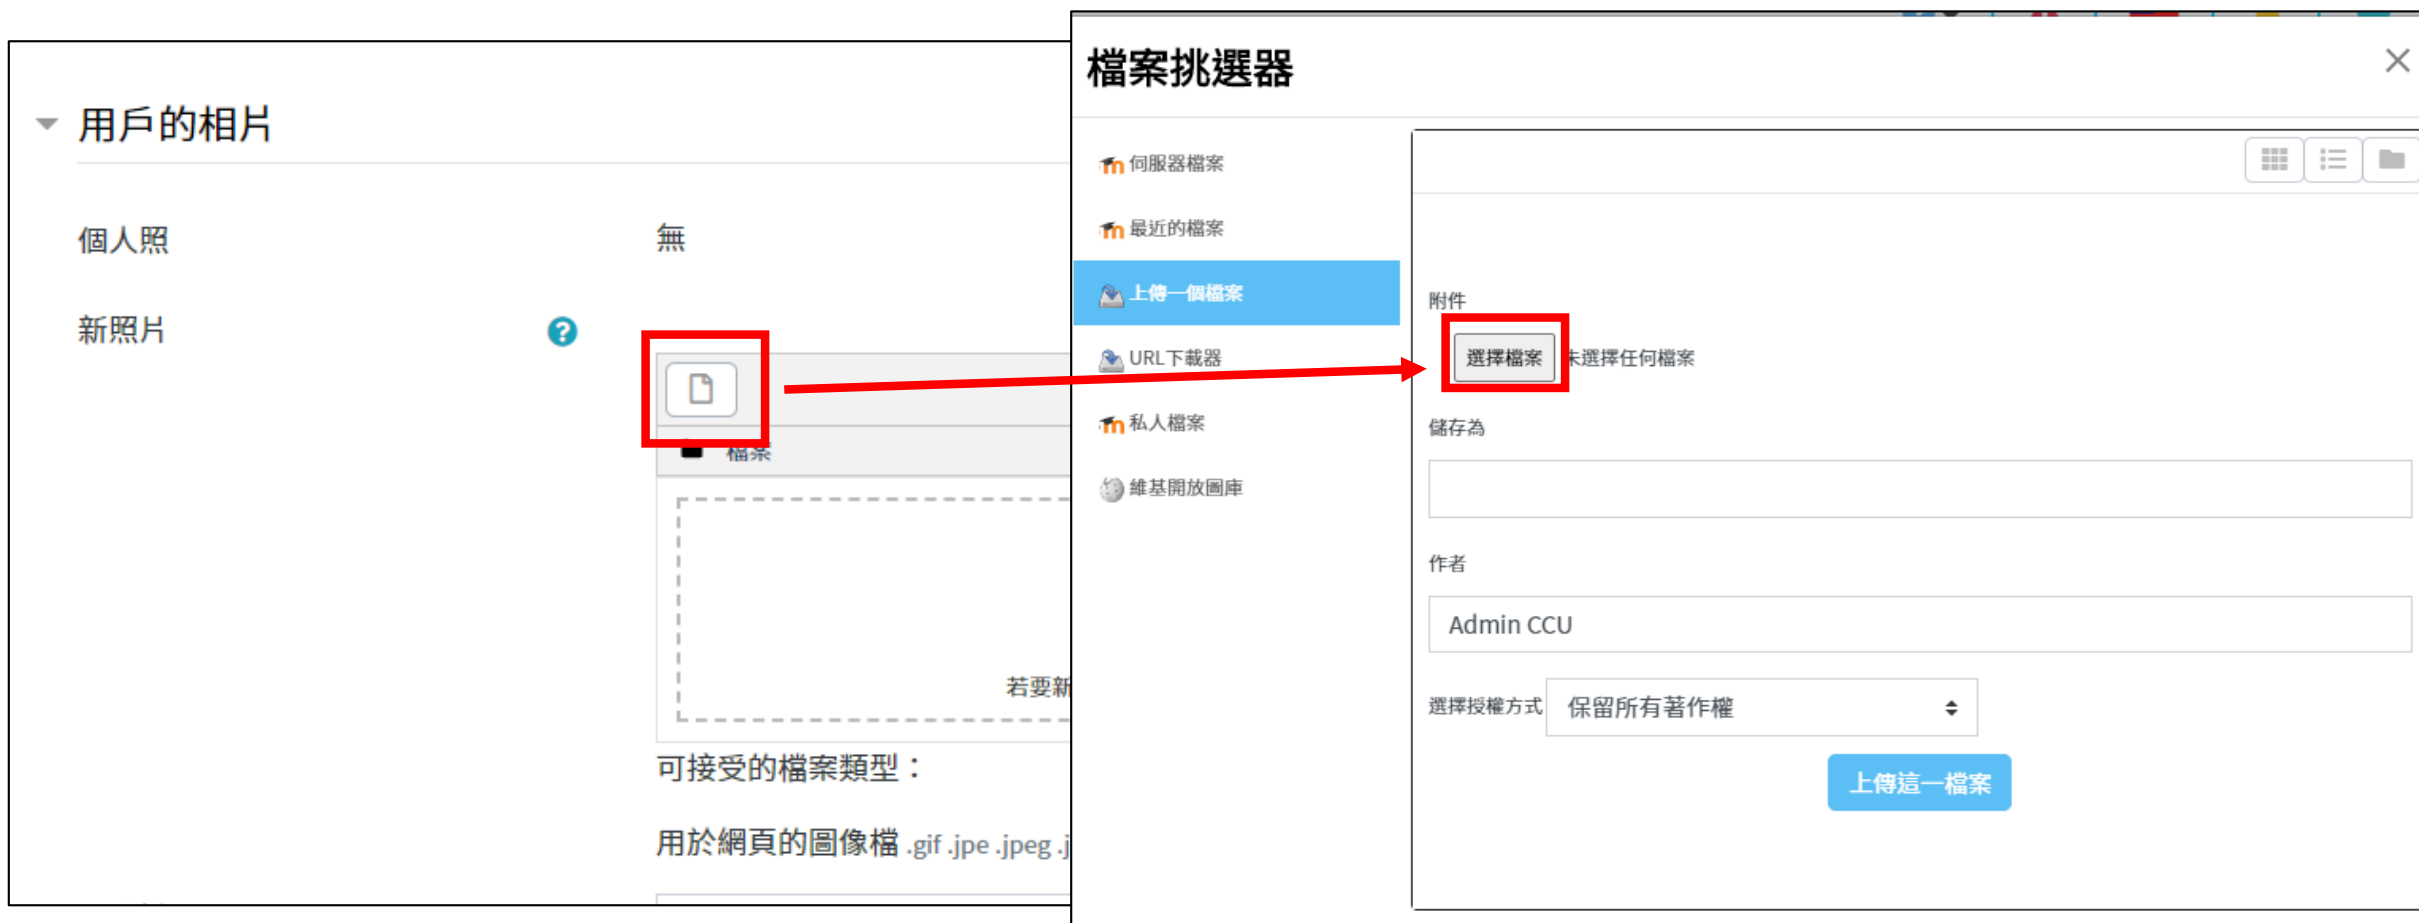 用戶的相片
個人照
無
新照片
檔案
若要新
可接受的檔案類型：
用於網頁的圖像檔 .gif .jpe .jpeg .j
檔案挑選器
伺服器檔案
最近的檔案
上傳一個檔案
URL下載器
私人檔案
維基開放圖庫
附件
選擇檔案 未選擇任何檔案
儲存為
作者
Admin CCU
選擇授權方式 保留所有著作權
上傳這一檔案